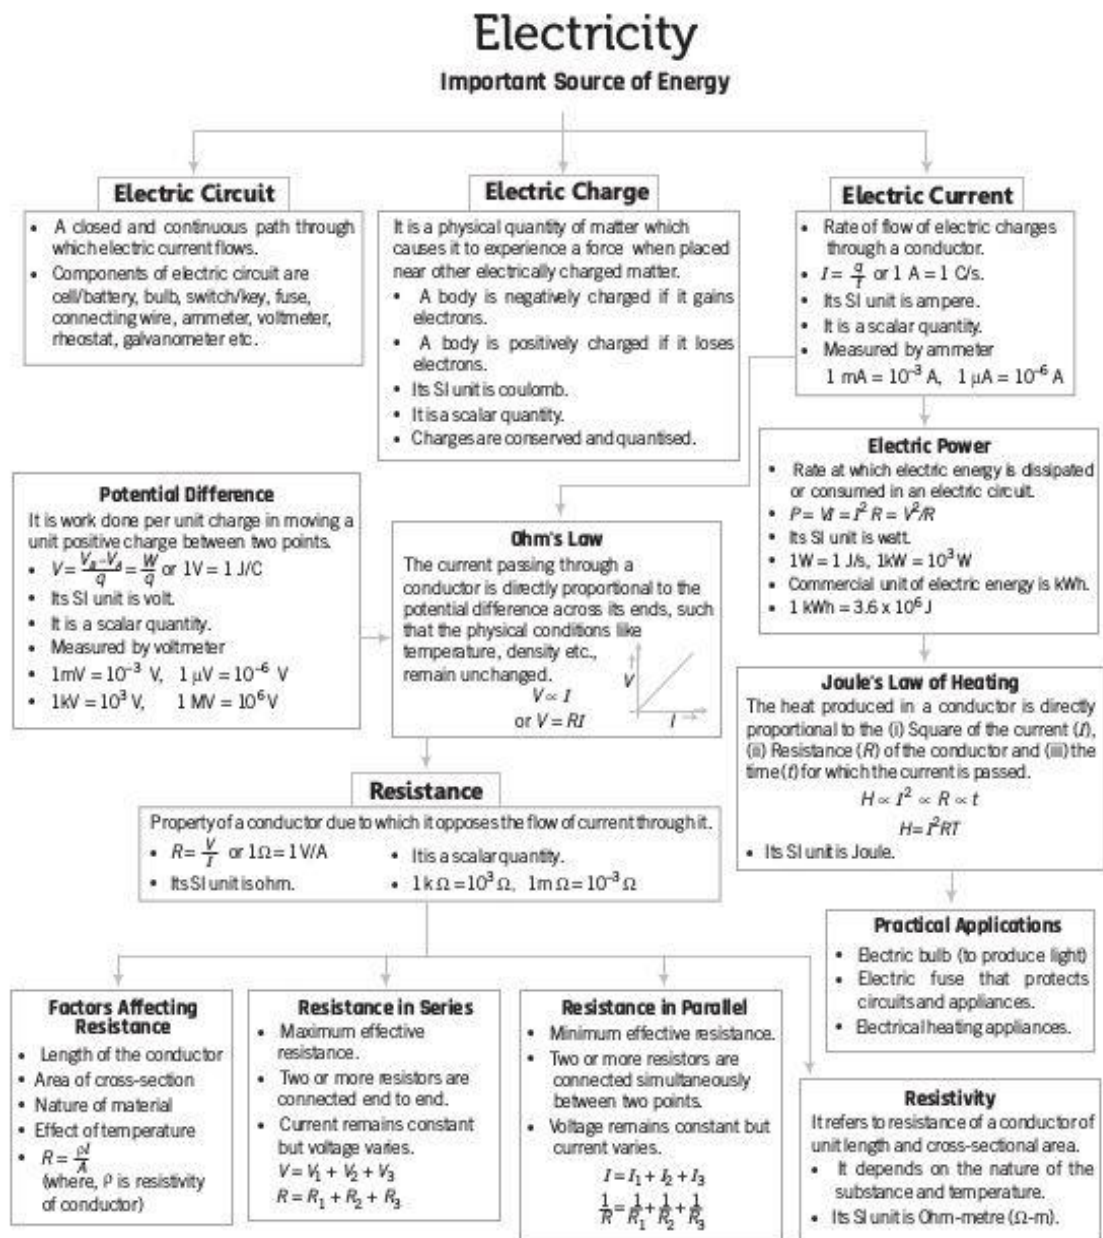 Electricity
Important Source of Energy
Electric Circuit
• A closed and continuous path through
which electric current flows.
• Components of electric circuit are
cell/battery, bulb, switch/key, fuse,
connecting wire, ammeter, voltmeter,
rheostat, galvanometer etc.
Electric Charge
It is a physical quantity of matter which
causes it to experience a force when placed
near other electrically charged matter.
• A body is negatively charged if it gains
electrons.
• A body is positively charged if it loses
electrons.
• Its SI unit is coulomb.
• It is a scalar quantity.
• Charges are conserved and quantised.
Electric Current
• Rate of flow of electric charges
through a conductor.
• I = q/t or 1 A = 1 C/s.
• Its SI unit is ampere.
• It is a scalar quantity.
• Measured by ammeter
1 mA = 10⁻³ A, 1 µA = 10⁻⁶ A
Electric Power
• Rate at which electric energy is dissipated
or consumed in an electric circuit.
• P = VI = I² R = V²/R
• Its SI unit is watt.
• 1W = 1 J/s, 1kW = 10³ W
• Commercial unit of electric energy is kWh.
• 1 kWh = 3.6 x 10⁶ J
Potential Difference
It is work done per unit charge in moving a
unit positive charge between two points.
• V = (V_B – V_A)/q = W/q or 1V = 1 J/C
• Its SI unit is volt.
• It is a scalar quantity.
• Measured by voltmeter
• 1mV = 10⁻³ V, 1 µV = 10⁻⁶ V
• 1kV = 10³ V, 1 MV = 10⁶ V
Ohm's Law
The current passing through a
conductor is directly proportional to the
potential difference across its ends, such
that the physical conditions like
temperature, density etc.,
remain unchanged.
V ∝ I
or V = RI
V
I
Joule's Law of Heating
The heat produced in a conductor is directly
proportional to the (i) Square of the current (I),
(ii) Resistance (R) of the conductor and (iii) the
time (t) for which the current is passed.
H ∝ I² ∝ R ∝ t
H = I²RT
• Its SI unit is Joule.
Resistance
Property of a conductor due to which it opposes the flow of current through it.
• R = V/I or 1Ω = 1 V/A
• It is a scalar quantity.
• Its SI unit is ohm.
• 1 k Ω = 10³ Ω, 1m Ω = 10⁻³ Ω
Practical Applications
• Electric bulb (to produce light)
• Electric fuse that protects
circuits and appliances.
• Electrical heating appliances.
Factors Affecting
Resistance
• Length of the conductor
• Area of cross-section
• Nature of material
• Effect of temperature
• R = ρl/A
(where, ρ is resistivity
of conductor)
Resistance in Series
• Maximum effective
resistance.
• Two or more resistors are
connected end to end.
• Current remains constant
but voltage varies.
V = V₁ + V₂ + V₃
R = R₁ + R₂ + R₃
Resistance in Parallel
• Minimum effective resistance.
• Two or more resistors are
connected simultaneously
between two points.
• Voltage remains constant but
current varies.
I = I₁ + I₂ + I₃
1/R = 1/R₁ + 1/R₂ + 1/R₃
Resistivity
It refers to resistance of a conductor of
unit length and cross-sectional area.
• It depends on the nature of the
substance and temperature.
• Its SI unit is Ohm-metre (Ω-m).